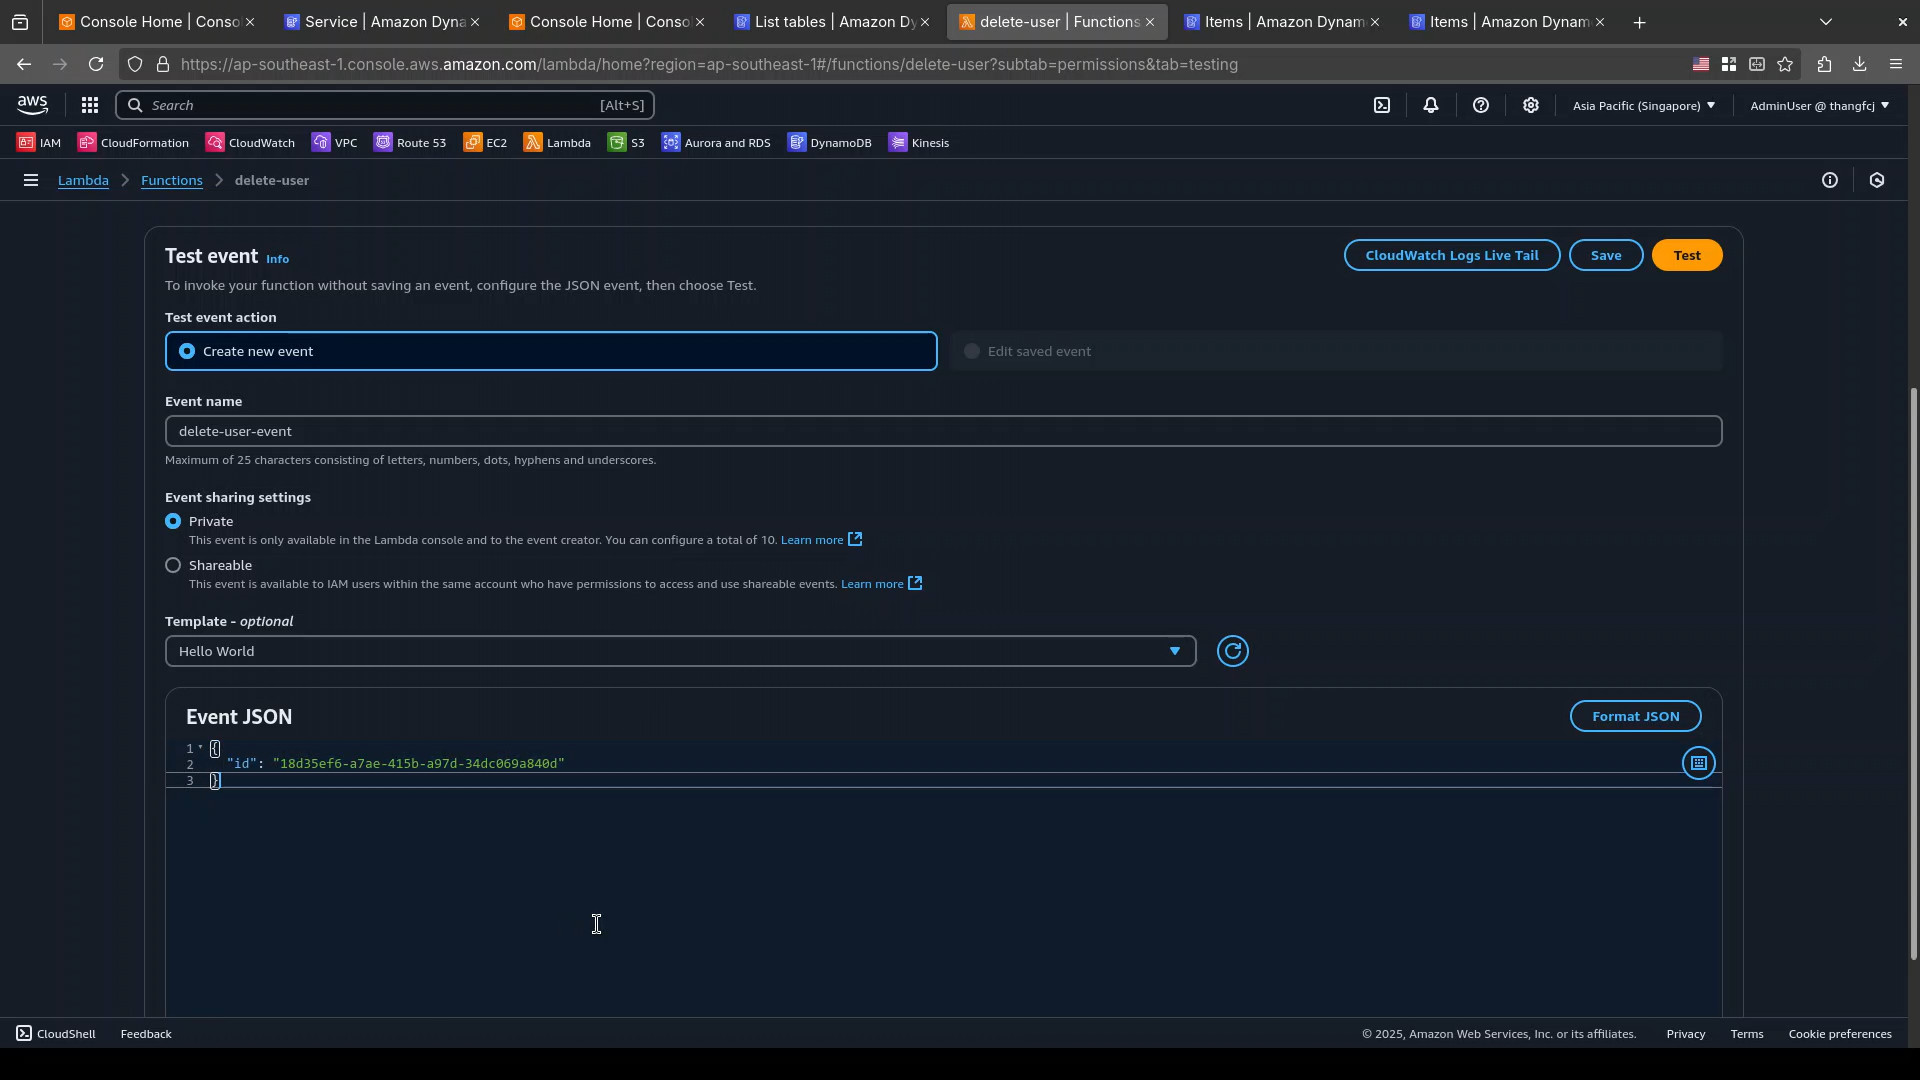 Console Home | Conso
Service | Amazon Dyna
Console Home | Conso
List tables | Amazon Dy
delete-user | Functions
Items | Amazon Dynam
Items | Amazon Dynam
https://ap-southeast-1.console.aws.amazon.com/lambda/home?region=ap-southeast-1#/functions/delete-user?subtab=permissions&tab=testing
aws
Search
[Alt+S]
Asia Pacific (Singapore)
AdminUser @ thangfcj
IAM
CloudFormation
CloudWatch
VPC
Route 53
EC2
Lambda
S3
Aurora and RDS
DynamoDB
Kinesis
Lambda
Functions
delete-user
Test event
Info
CloudWatch Logs Live Tail
Save
Test
To invoke your function without saving an event, configure the JSON event, then choose Test.
Test event action
Create new event
Edit saved event
Event name
delete-user-event
Maximum of 25 characters consisting of letters, numbers, dots, hyphens and underscores.
Event sharing settings
Private
This event is only available in the Lambda console and to the event creator. You can configure a total of 10. Learn more
Shareable
This event is available to IAM users within the same account who have permissions to access and use shareable events. Learn more
Template - optional
Hello World
Event JSON
Format JSON
1 {
2 "id": "18d35ef6-a7ae-415b-a97d-34dc069a840d"
3 }
CloudShell
Feedback
© 2025, Amazon Web Services, Inc. or its affiliates.
Privacy
Terms
Cookie preferences